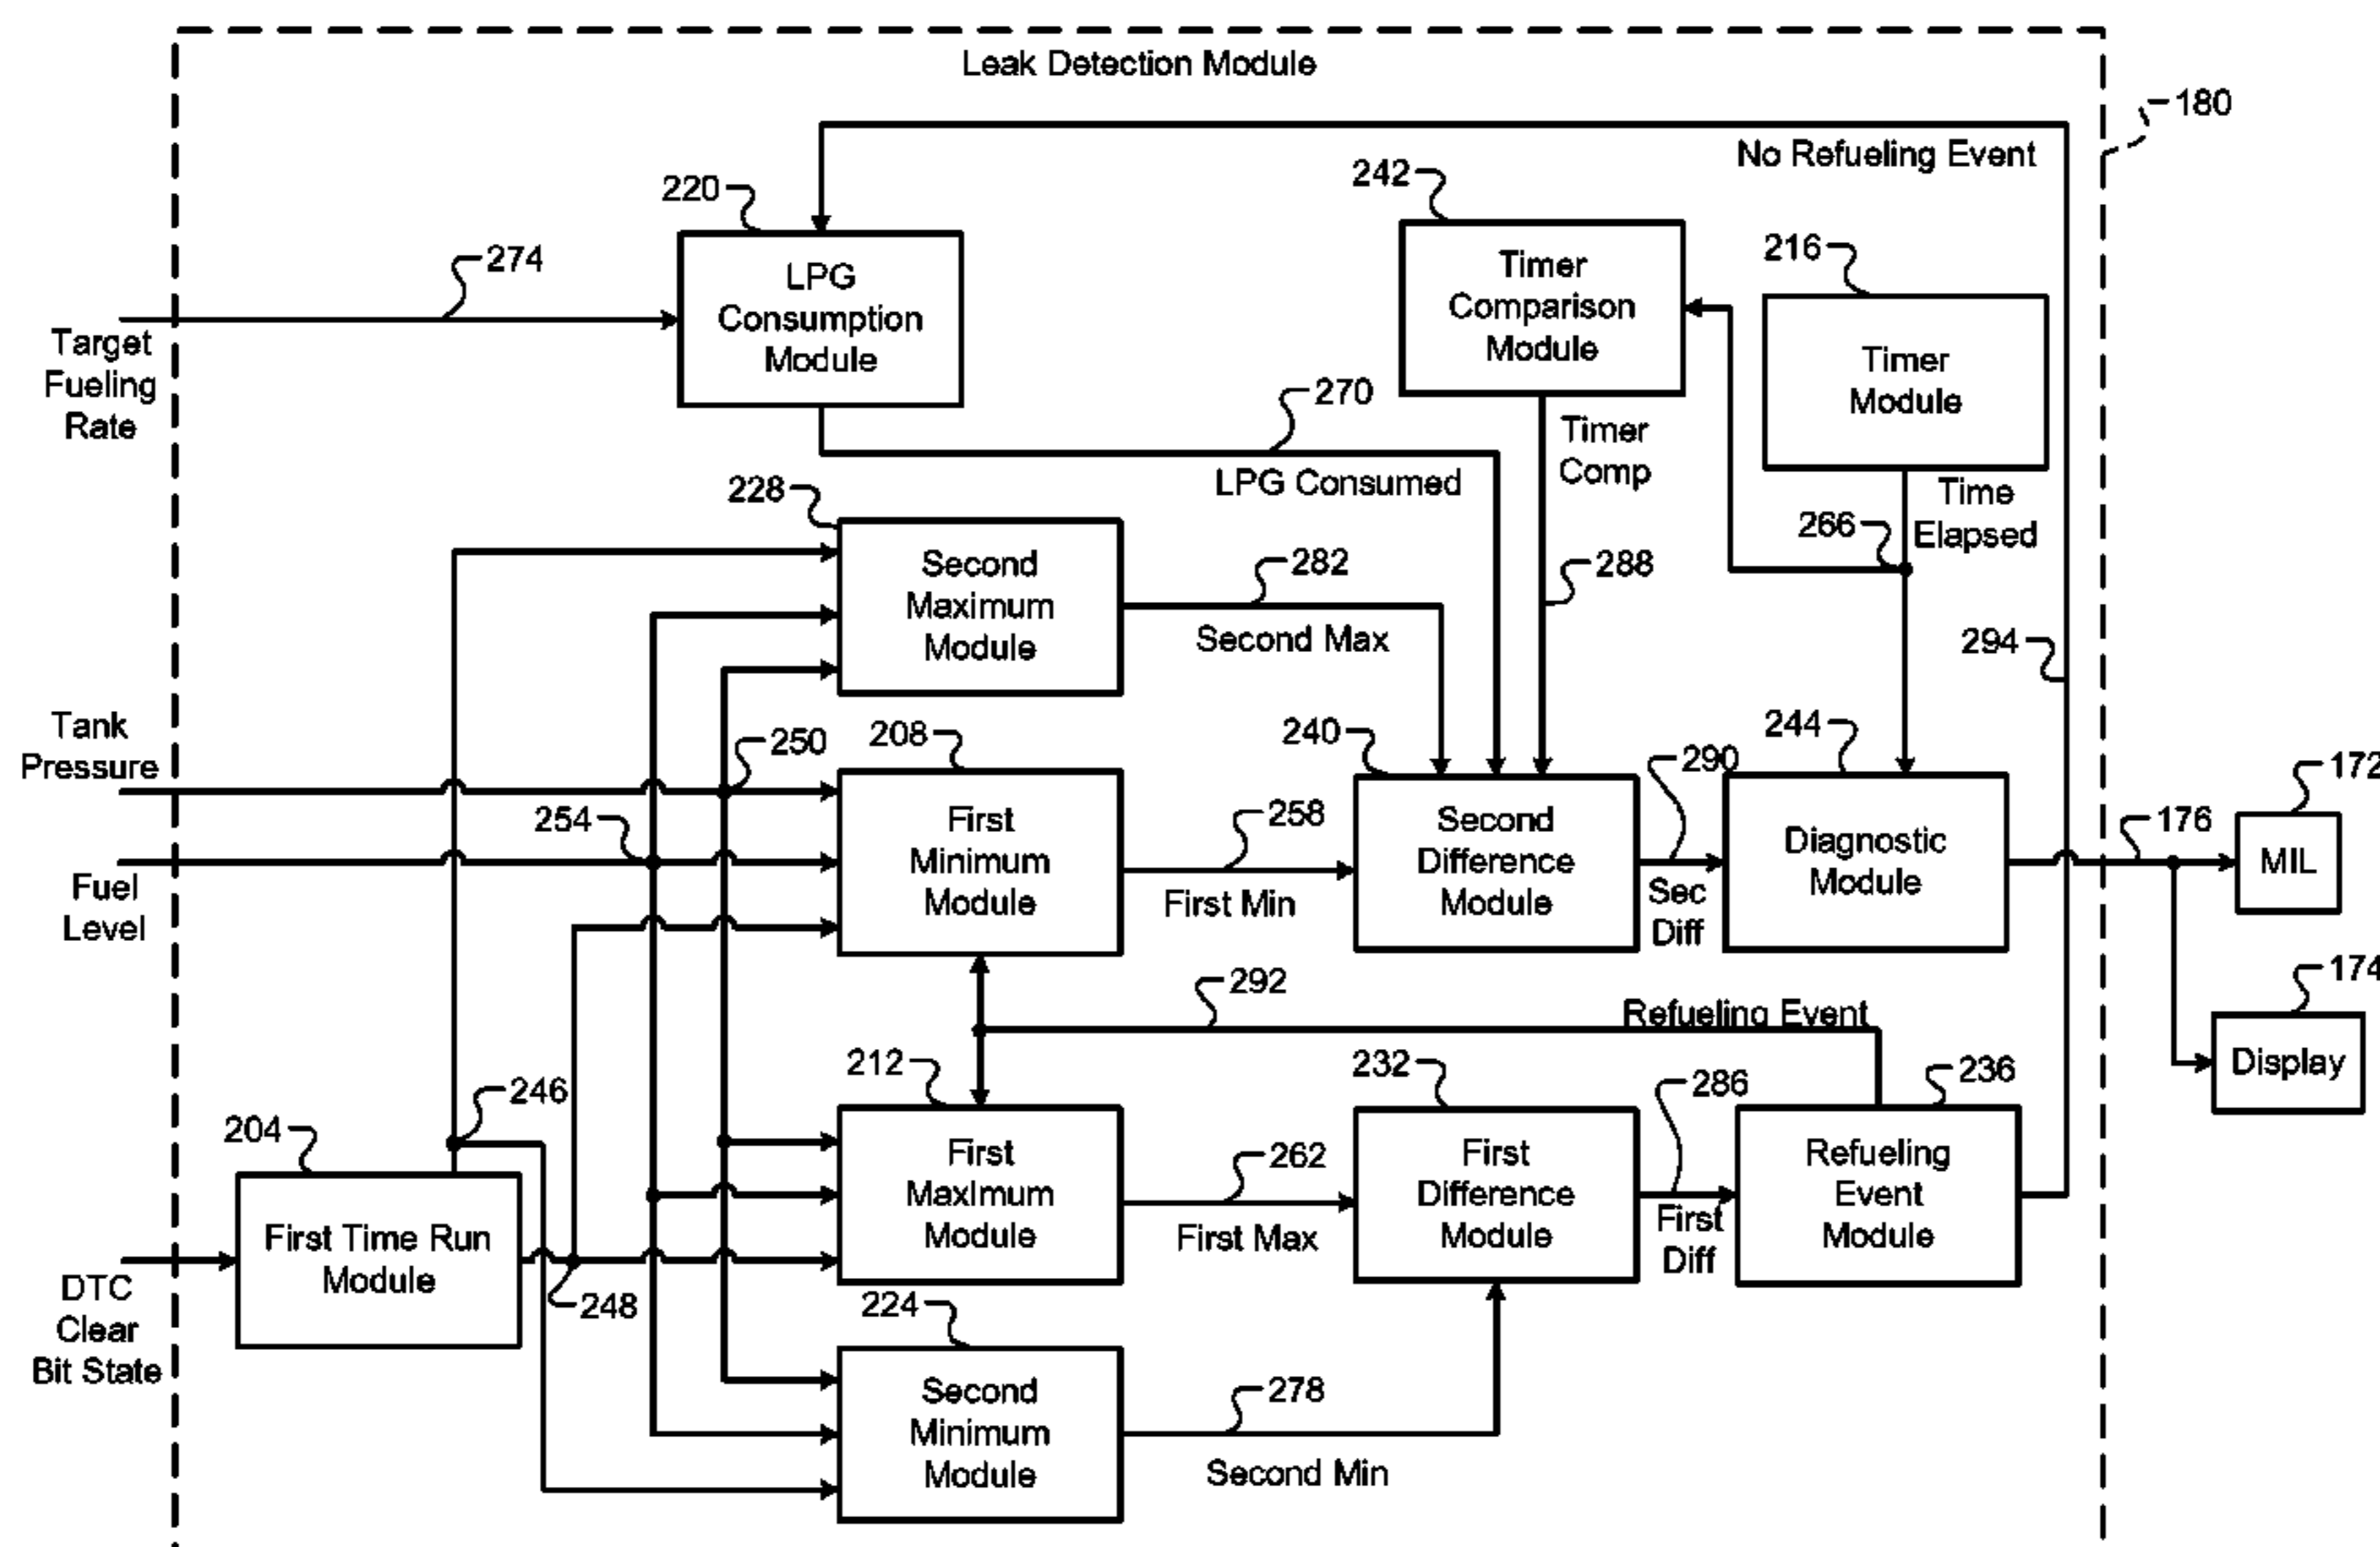 Leak Detection Module
180
No Refueling Event
220
242
216
274
LPG
Consumption
Module
Timer
Comparison
Module
Timer
Module
Target
Fueling
Rate
270
LPG Consumed
Timer
Comp
Time
Elapsed
266
228
Second
Maximum
Module
282
Second Max
288
294
Tank
Pressure
250
208
240
290
244
172
254
First
Minimum
Module
258
First Min
Second
Difference
Module
Sec
Diff
Diagnostic
Module
176
MIL
Fuel
Level
292
Refueling Event
174
Display
212
232
286
236
246
204
First
Maximum
Module
262
First Max
First
Difference
Module
First
Diff
Refueling
Event
Module
First Time Run
Module
DTC
Clear
Bit State
248
224
Second
Minimum
Module
278
Second Min